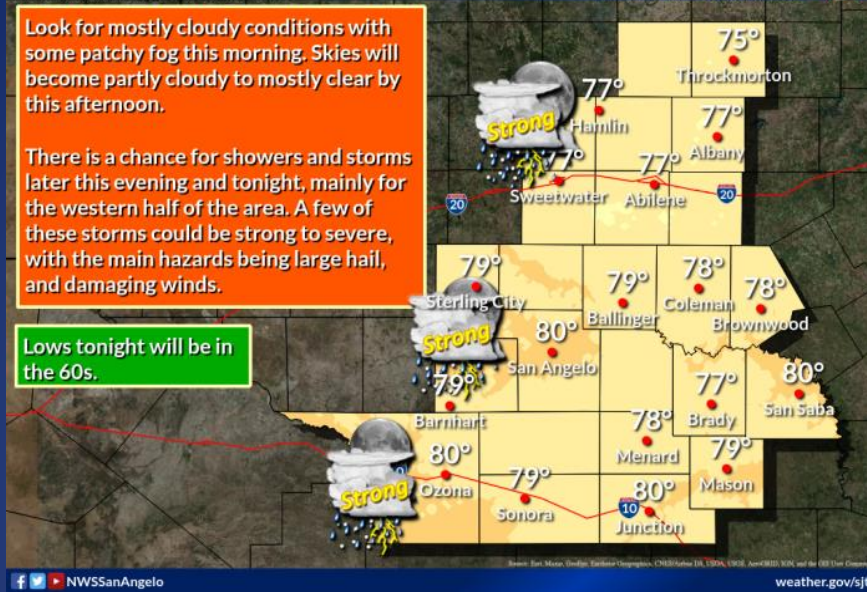 Look for mostly cloudy conditions with
some patchy fog this morning. Skies will
become partly cloudy to mostly clear by
this afternoon.
There is a chance for showers and storms
later this evening and tonight, mainly for
the western half of the area. A few of
these storms could be strong to severe,
with the main hazards being large hail,
and damaging winds.
Lows tonight will be in
the 60s.
75°
Throckmorton
77°
Hamlin
Strong
77°
Albany
77°
Sweetwater
77°
Abilene
20
20
79°
Sterling City
Strong
79°
Ballinger
78°
Coleman
78°
Brownwood
80°
San Angelo
79°
Barnhart
77°
Brady
80°
San Saba
78°
Menard
79°
Mason
80°
Ozona
Strong
79°
Sonora
80°
Junction
10
NWSSanAngelo
weather.gov/sjt